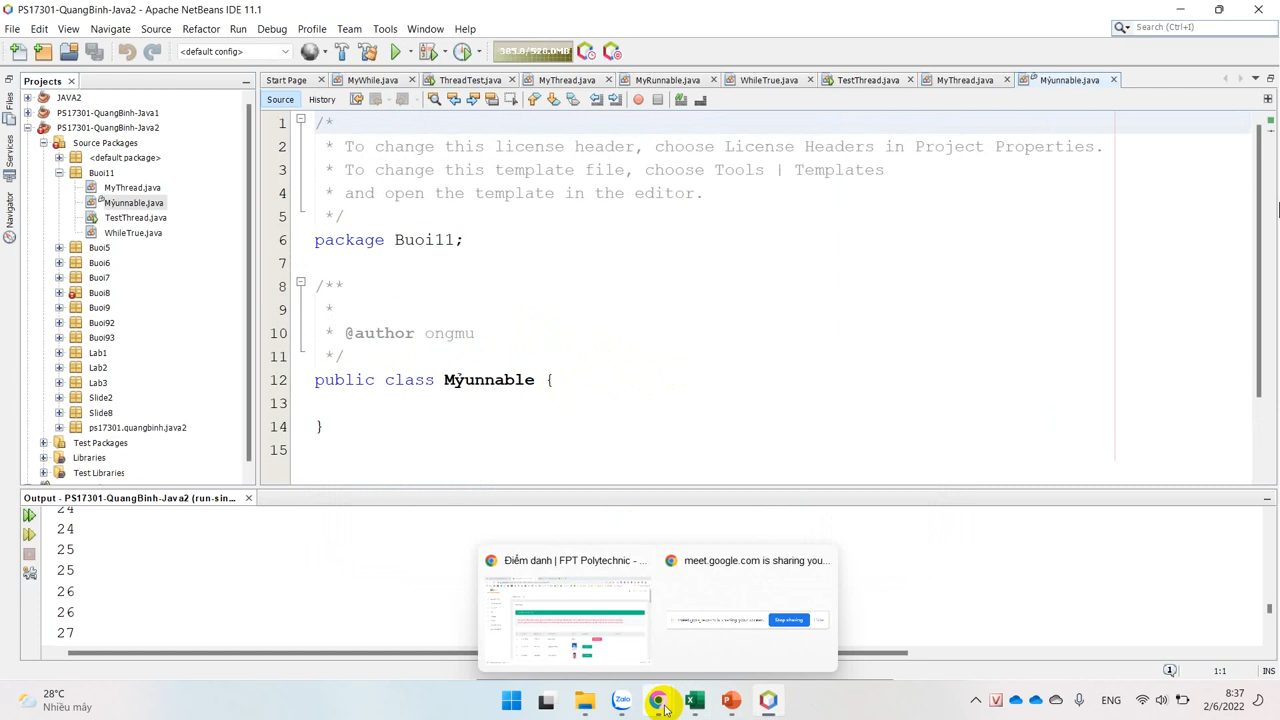 PS17301-QuangBinh-Java2 - Apache NetBeans IDE 11.1
File Edit View Navigate Source Refactor Run Debug Profile Team Tools Window Help
Search (Ctrl+I)
<default config>
Projects
Start Page MyWhile.java ThreadTest.java MyThread.java MyRunnable.java WhileTrue.java TestThread.java MyThread.java Mỷunnable.java
Source History
Files
Services
Navigator
JAVA2
PS17301-QuangBinh-Java1
PS17301-QuangBinh-Java2
Source Packages
<default package>
Buoi11
MyThread.java
Mỷunnable.java
TestThread.java
WhileTrue.java
Buoi5
Buoi6
Buoi7
Buoi8
Buoi9
Buoi92
Buoi93
Lab1
Lab2
Lab3
Slide2
Slide8
ps17301.quangbinh.java2
Test Packages
Libraries
Test Libraries
1 /*
2 * To change this license header, choose License Headers in Project Properties.
3 * To change this template file, choose Tools | Templates
4 * and open the template in the editor.
5 */
6 package Buoi11;
7
8 /**
9 *
10 * @author ongmu
11 */
12 public class Mỷunnable {
13
14 }
15
Output - PS17301-QuangBinh-Java2 (run-sin...
24
24
25
25
26
26
27
Điểm danh | FPT Polytechnic - ...
meet.google.com is sharing you...
Stop sharing
1:1 INS
28°C
Nhiều mây
Zalo
ENG
8:37
2/6/2022